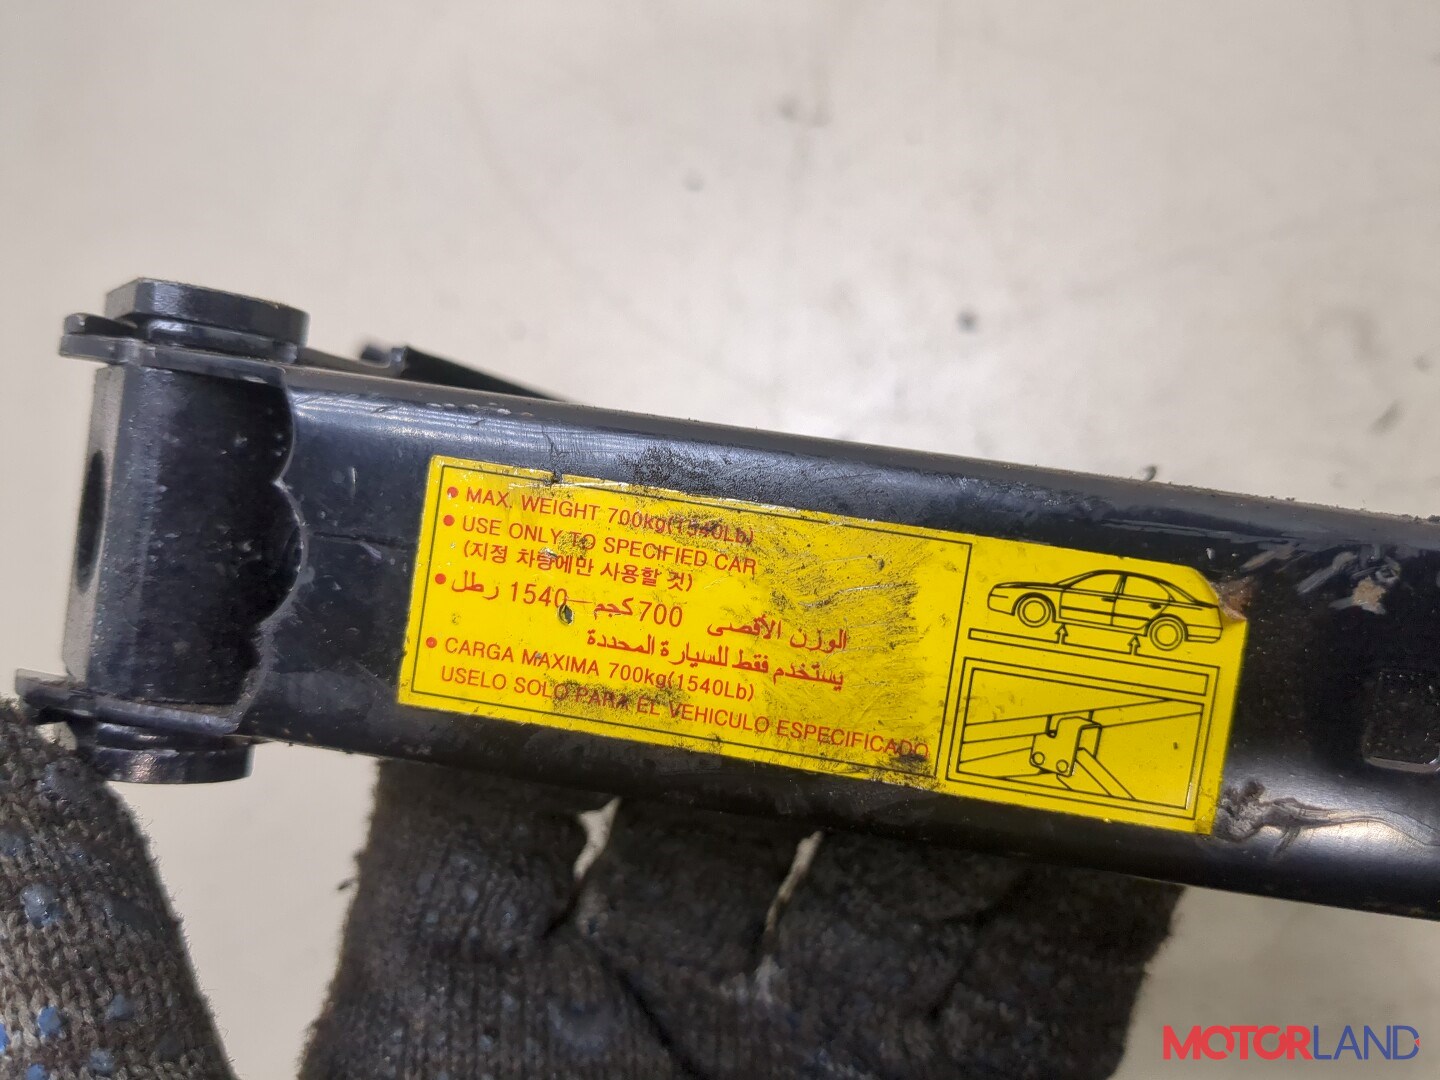 • MAX. WEIGHT 700kg(1540Lb)
• USE ONLY TO SPECIFIED CAR
(지정 차량에만 사용할 것)
• الوزن الأقصى 700 كجم – 1540 رطل
يستخدم فقط للسيارة المحددة
• CARGA MAXIMA 700kg(1540Lb)
USELO SOLO PARA EL VEHICULO ESPECIFICADO
MOTORLAND